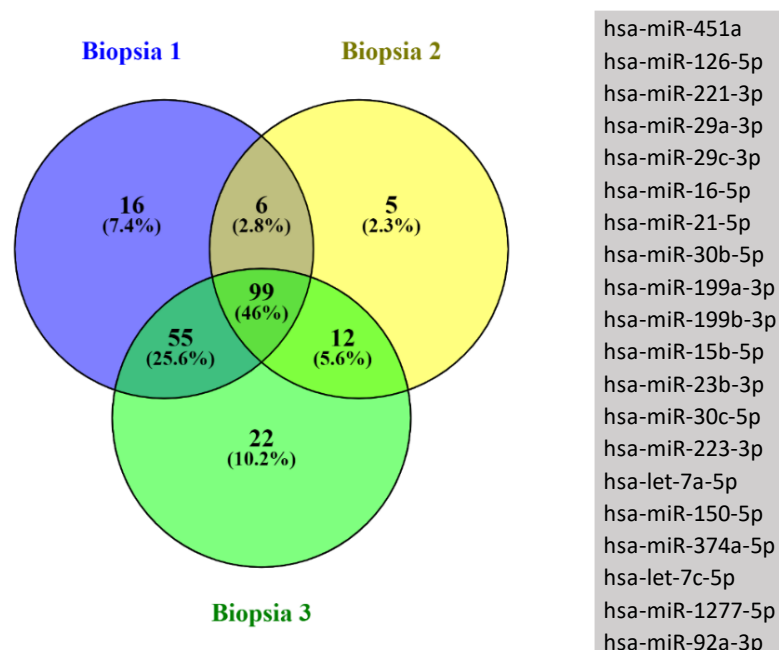 Biopsia 1
Biopsia 2
16
(7.4%)
6
(2.8%)
5
(2.3%)
99
(46%)
55
(25.6%)
12
(5.6%)
22
(10.2%)
Biopsia 3
hsa-miR-451a
hsa-miR-126-5p
hsa-miR-221-3p
hsa-miR-29a-3p
hsa-miR-29c-3p
hsa-miR-16-5p
hsa-miR-21-5p
hsa-miR-30b-5p
hsa-miR-199a-3p
hsa-miR-199b-3p
hsa-miR-15b-5p
hsa-miR-23b-3p
hsa-miR-30c-5p
hsa-miR-223-3p
hsa-let-7a-5p
hsa-miR-150-5p
hsa-miR-374a-5p
hsa-let-7c-5p
hsa-miR-1277-5p
hsa-miR-92a-3p